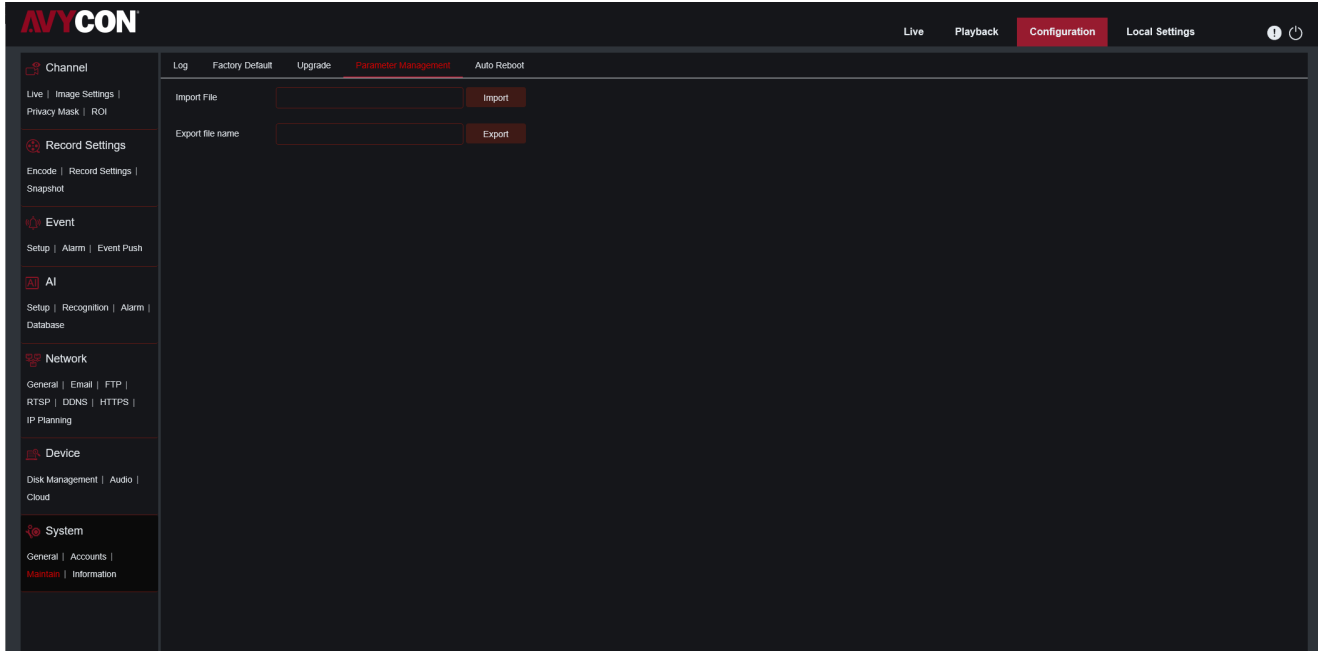 AVYCON
Live Playback Configuration Local Settings
Channel
Live | Image Settings |
Privacy Mask | ROI
Record Settings
Encode | Record Settings |
Snapshot
Event
Setup | Alarm | Event Push
AI AI
Setup | Recognition | Alarm |
Database
Network
General | Email | FTP |
RTSP | DDNS | HTTPS |
IP Planning
Device
Disk Management | Audio |
Cloud
System
General | Accounts |
Maintain | Information
Log Factory Default Upgrade Parameter Management Auto Reboot
Import File Import
Export file name Export